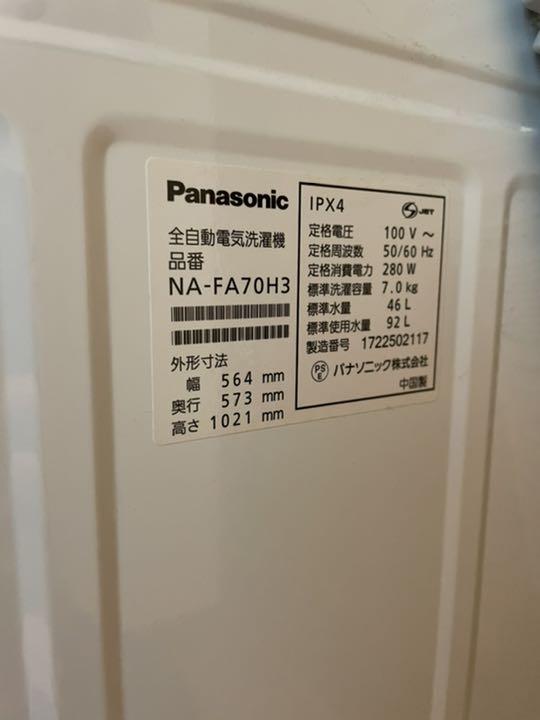 Panasonic
全自動電気洗濯機
品番
NA-FA70H3
外形寸法
幅 564 mm
奥行 573 mm
高さ 1021 mm
IPX4
S JET
定格電圧 100 V ～
定格周波数 50/60 Hz
定格消費電力 280 W
標準洗濯容量 7.0 kg
標準水量 46 L
標準使用水量 92 L
製造番号 1722502117
PSE パナソニック株式会社
中国製